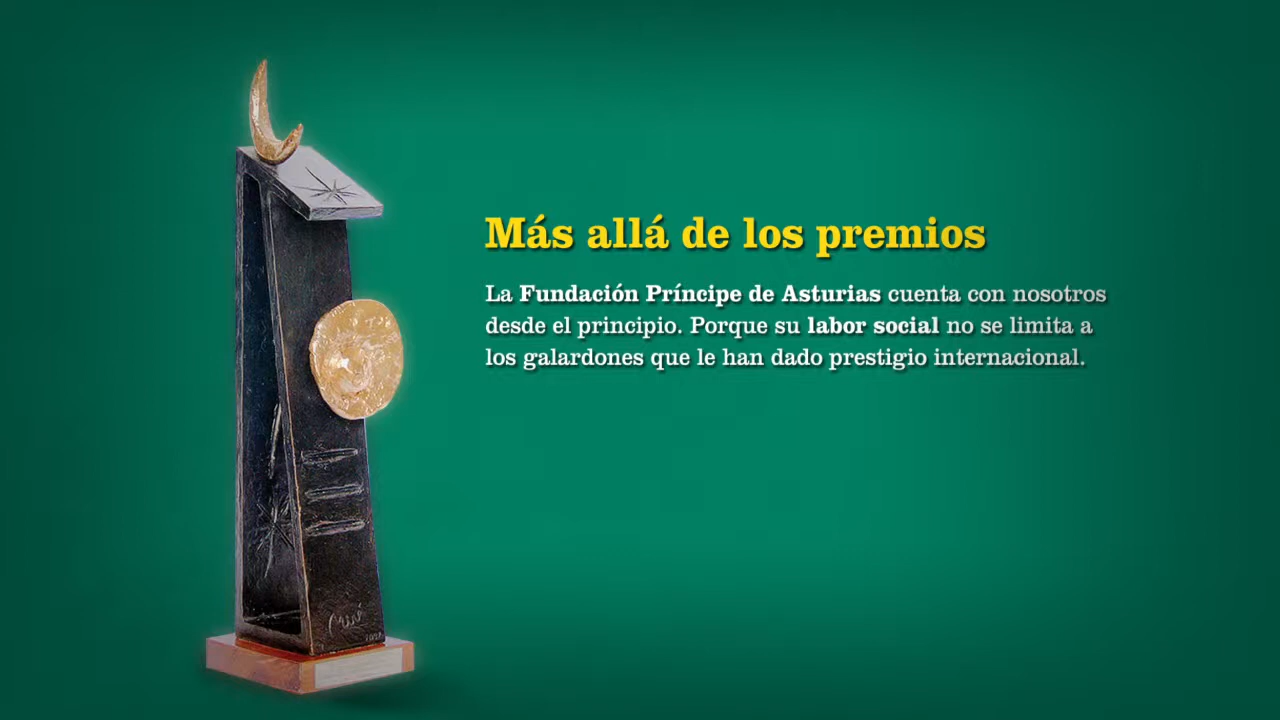 Más allá de los premios
La Fundación Príncipe de Asturias cuenta con nosotros
desde el principio. Porque su labor social no se limita a
los galardones que le han dado prestigio internacional.
Miró